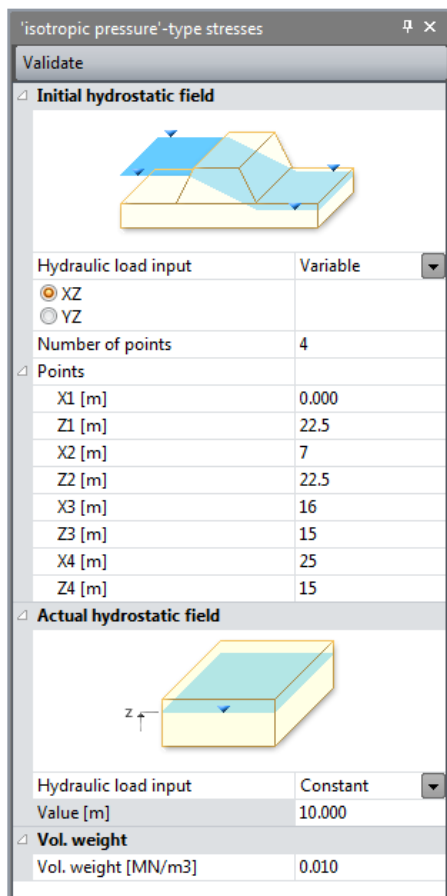 'isotropic pressure'-type stresses
Validate
Initial hydrostatic field
Hydraulic load input Variable
XZ
YZ
Number of points 4
Points
X1 [m] 0.000
Z1 [m] 22.5
X2 [m] 7
Z2 [m] 22.5
X3 [m] 16
Z3 [m] 15
X4 [m] 25
Z4 [m] 15
Actual hydrostatic field
z
Hydraulic load input Constant
Value [m] 10.000
Vol. weight
Vol. weight [MN/m3] 0.010